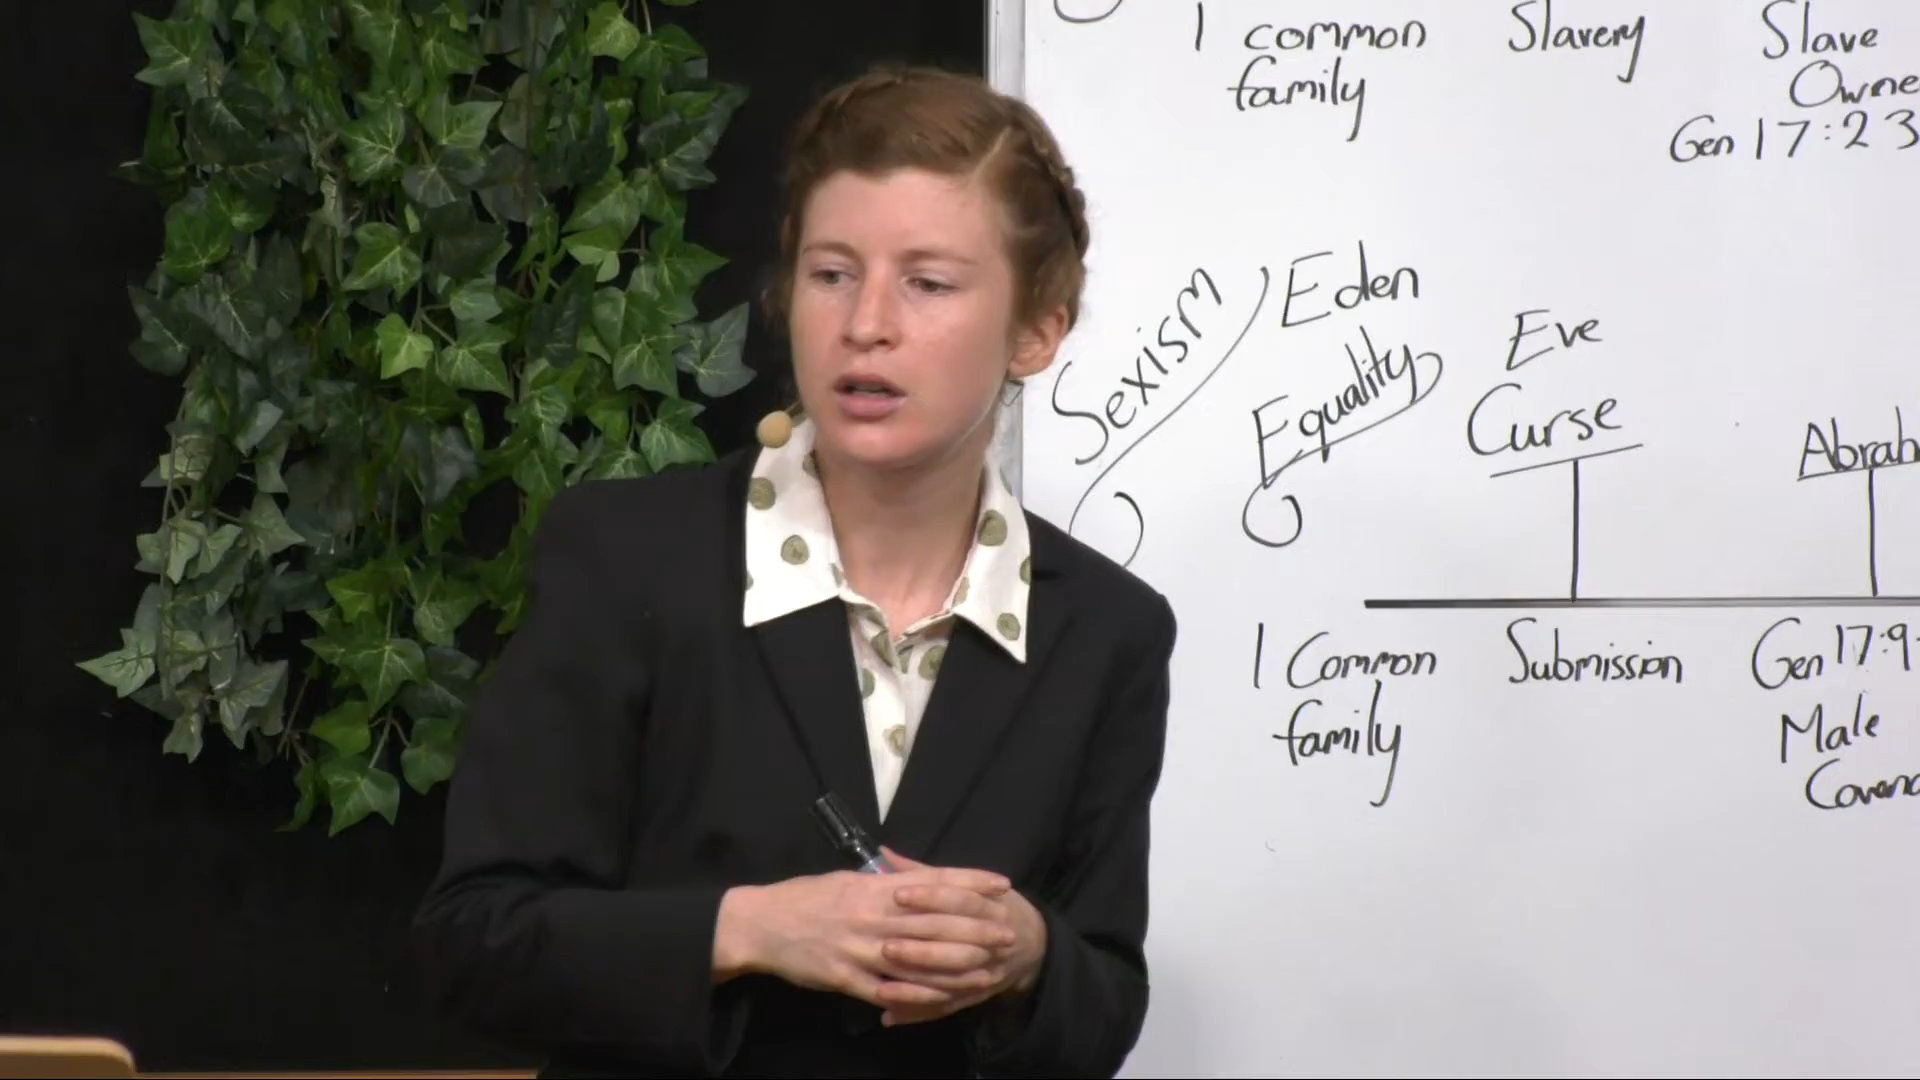 1 common Slavery Slave
family Owne
Gen 17:23
Sexism Eden
Equality Eve
Curse
Abrah
1 Common Submission Gen 17:9-
family Male
Covena